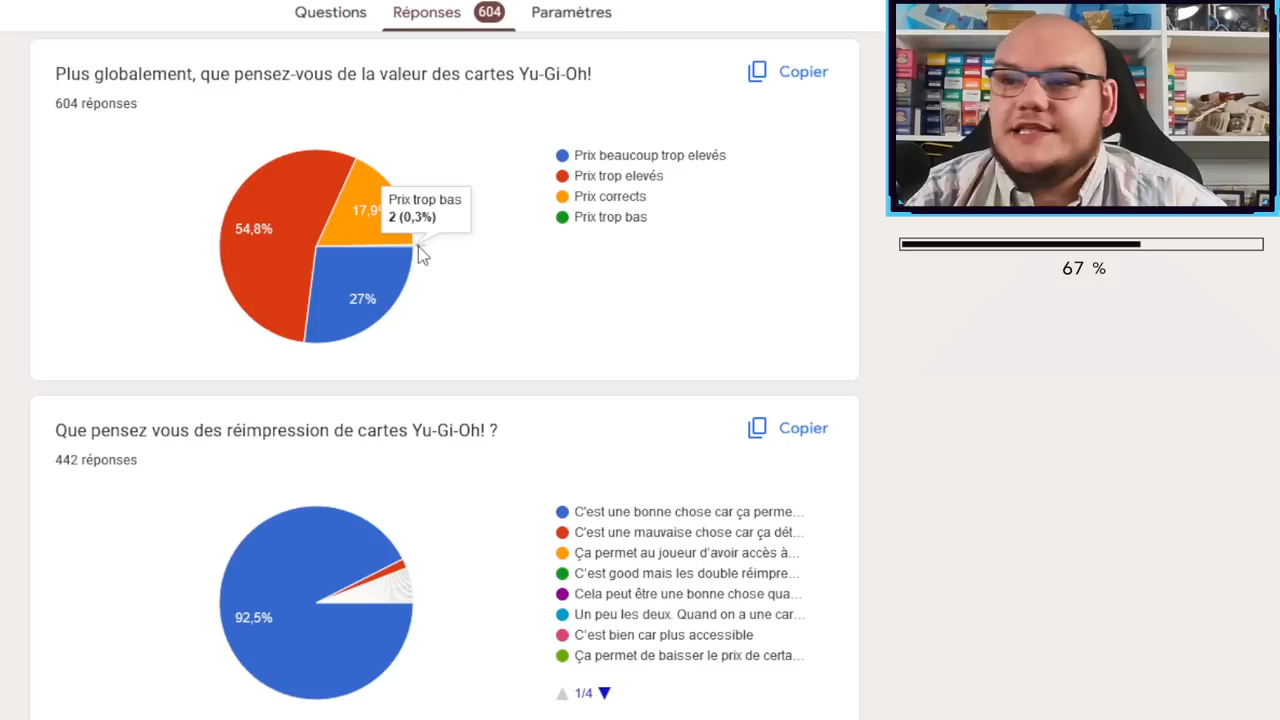 Questions
Réponses
604
Paramètres
Plus globalement, que pensez-vous de la valeur des cartes Yu-Gi-Oh!
Copier
604 réponses
Prix beaucoup trop elevés
Prix trop elevés
Prix corrects
Prix trop bas
Prix trop bas
2 (0,3%)
17,9
54,8%
27%
67 %
Que pensez vous des réimpression de cartes Yu-Gi-Oh! ?
Copier
442 réponses
C'est une bonne chose car ça perme...
C'est une mauvaise chose car ça dét...
Ça permet au joueur d'avoir accès à...
C'est good mais les double réimpre...
Cela peut être une bonne chose qua...
Un peu les deux. Quand on a une car...
C'est bien car plus accessible
Ça permet de baisser le prix de certa...
92,5%
1/4